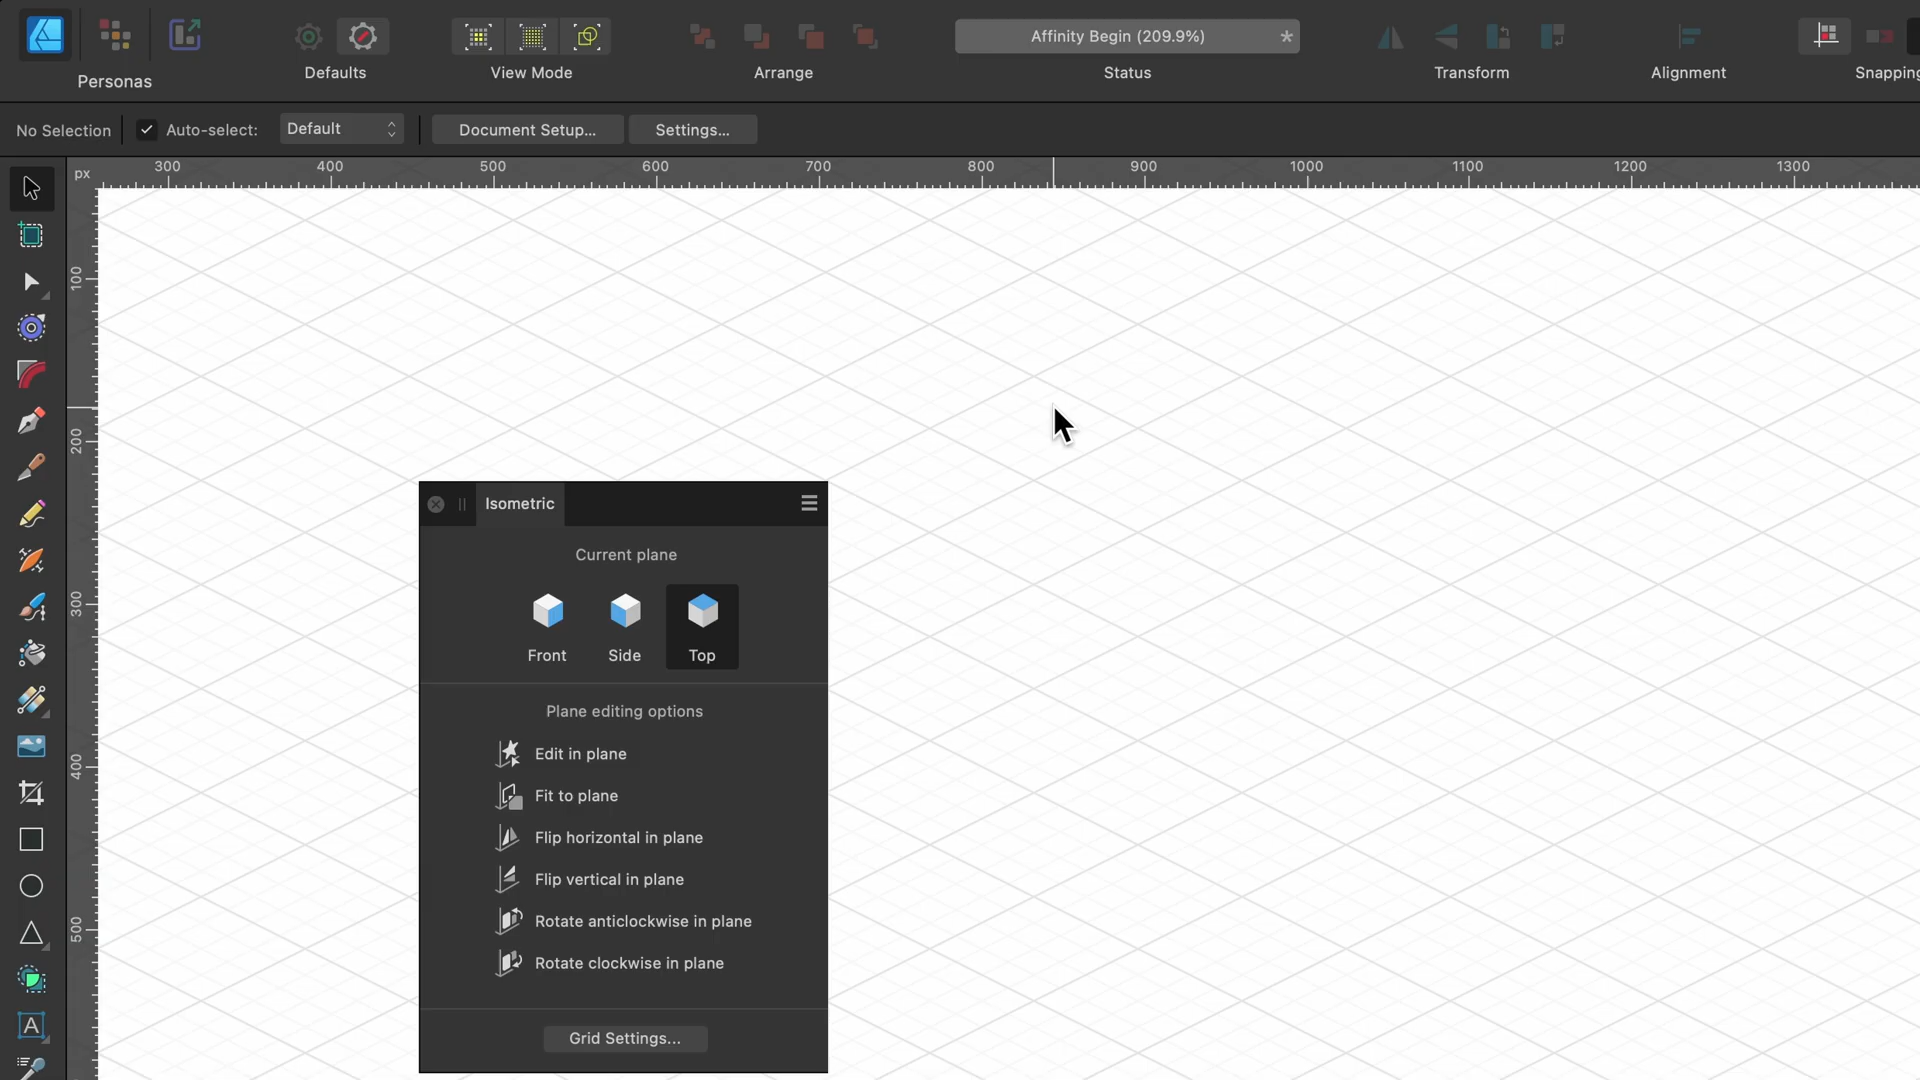 Affinity Begin (209.9%) *
Personas
Defaults
View Mode
Arrange
Status
Transform
Alignment
Snapping
No Selection
Auto-select:
Default
Document Setup...
Settings...
px
300 400 500 600 700 800 900 1000 1100 1200 1300
100
200
300
400
500
Isometric
Current plane
Front Side Top
Plane editing options
Edit in plane
Fit to plane
Flip horizontal in plane
Flip vertical in plane
Rotate anticlockwise in plane
Rotate clockwise in plane
Grid Settings...
A